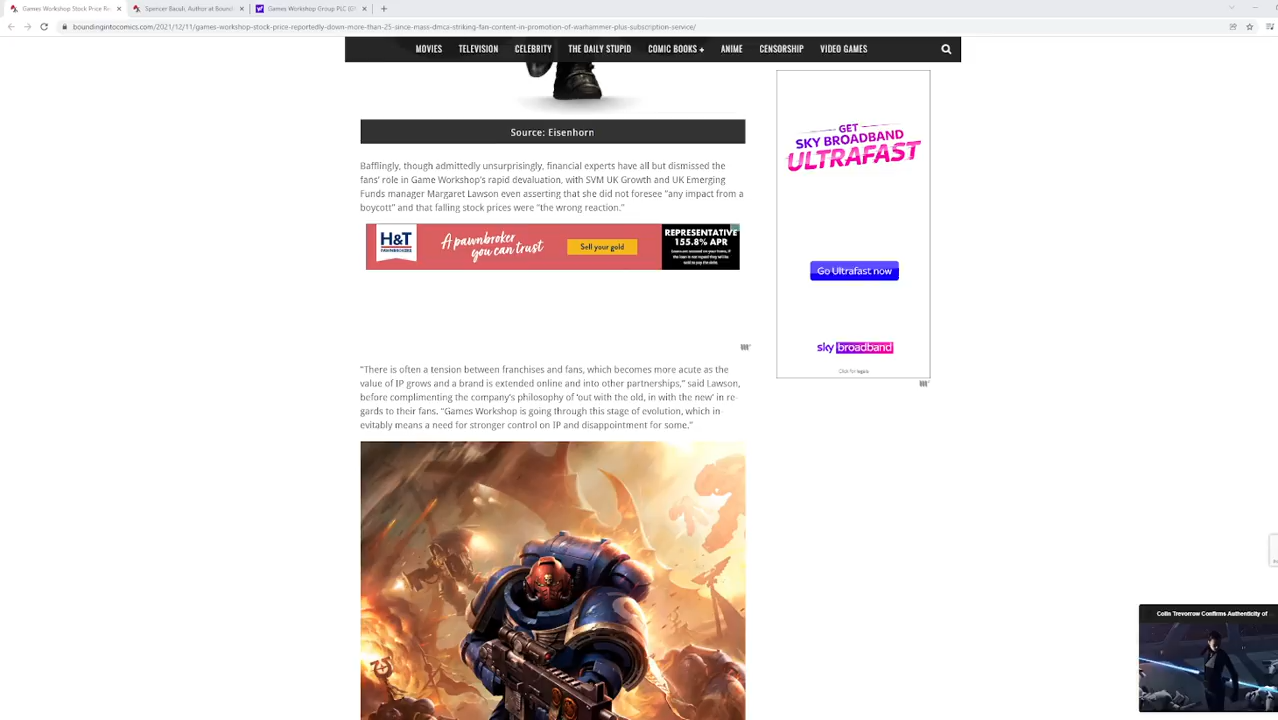 Games Workshop Stock Price Re
Spencer Baculi, Author at Bound
Games Workshop Group PLC (G
boundingintocomics.com/2021/12/11/games-workshop-stock-price-reportedly-down-more-than-25-since-mass-dmca-striking-fan-content-in-promotion-of-warhammer-plus-subscription-service/
MOVIES TELEVISION CELEBRITY THE DAILY STUPID COMIC BOOKS + ANIME CENSORSHIP VIDEO GAMES
Source: Eisenhorn
Bafflingly, though admittedly unsurprisingly, financial experts have all but dismissed the
fans’ role in Game Workshop’s rapid devaluation, with SVM UK Growth and UK Emerging
Funds manager Margaret Lawson even asserting that she did not foresee “any impact from a
boycott” and that falling stock prices were “the wrong reaction.”
H&T
PAWNBROKERS
A pawnbroker
you can trust
Sell your gold
REPRESENTATIVE
155.8% APR
“There is often a tension between franchises and fans, which becomes more acute as the
value of IP grows and a brand is extended online and into other partnerships,” said Lawson,
before complimenting the company’s philosophy of ‘out with the old, in with the new’ in re-
gards to their fans. “Games Workshop is going through this stage of evolution, which in-
evitably means a need for stronger control on IP and disappointment for some.”
GET
SKY BROADBAND
ULTRAFAST
Go Ultrafast now
sky broadband
Click for legals
Colin Trevorrow Confirms Authenticity of